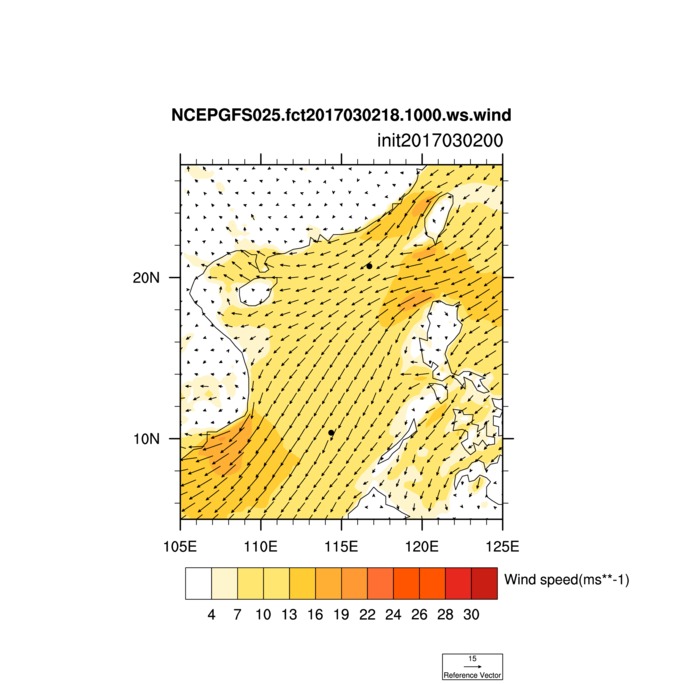 NCEPGFS025.fct2017030218.1000.ws.wind
init2017030200
20N
10N
105E 110E 115E 120E 125E
Wind speed(ms**-1)
4 7 10 13 16 19 22 24 26 28 30
15
Reference Vector